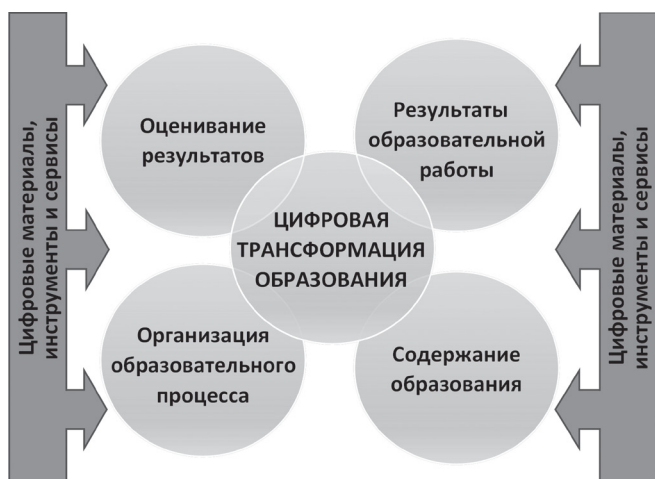 Цифровые материалы,
инструменты и сервисы
Оценивание
результатов
Результаты
образовательной
работы
ЦИФРОВАЯ
ТРАНСФОРМАЦИЯ
ОБРАЗОВАНИЯ
Организация
образовательного
процесса
Содержание
образования
Цифровые материалы,
инструменты и сервисы